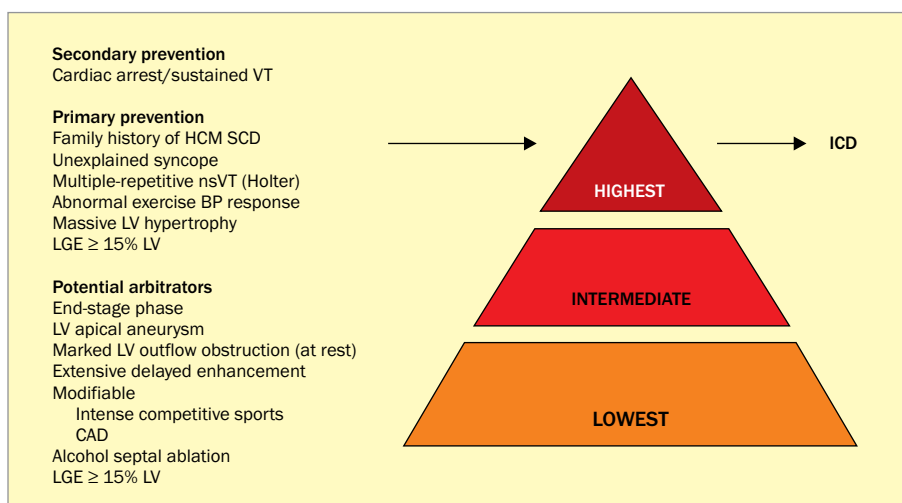 Secondary prevention
Cardiac arrest/sustained VT
Primary prevention
Family history of HCM SCD
Unexplained syncope
Multiple-repetitive nsVT (Holter)
Abnormal exercise BP response
Massive LV hypertrophy
LGE ≥ 15% LV
Potential arbitrators
End-stage phase
LV apical aneurysm
Marked LV outflow obstruction (at rest)
Extensive delayed enhancement
Modifiable
Intense competitive sports
CAD
Alcohol septal ablation
LGE ≥ 15% LV
HIGHEST
INTERMEDIATE
LOWEST
ICD